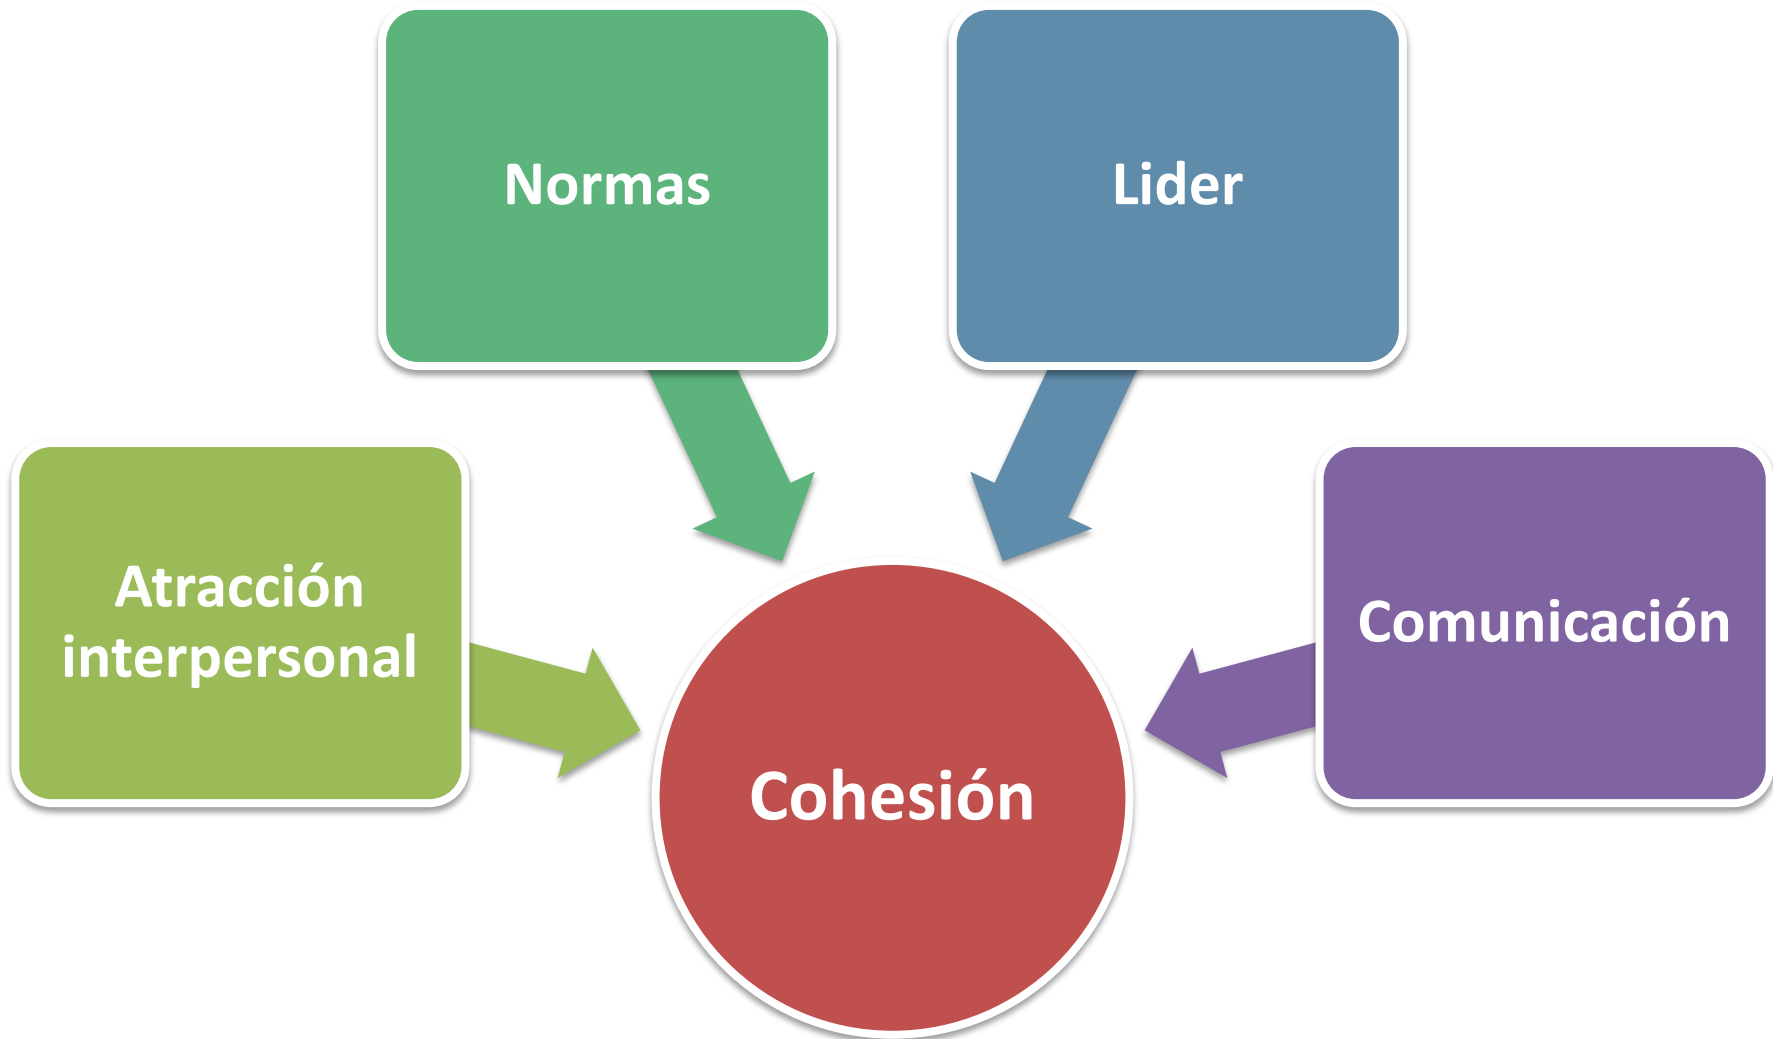 Normas
Lider
Atracción
interpersonal
Comunicación
Cohesión